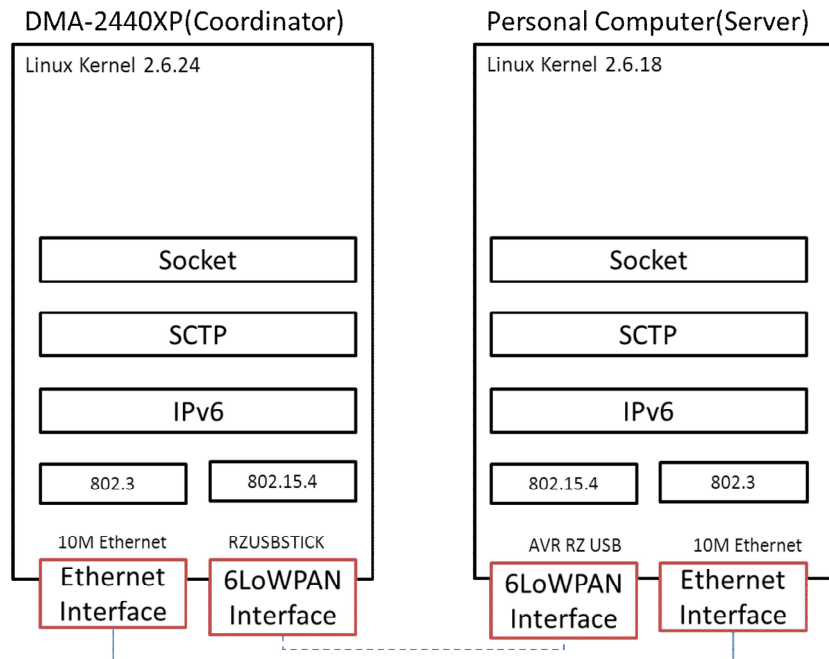 DMA-2440XP(Coordinator)
Linux Kernel 2.6.24
Socket
SCTP
IPv6
802.3
802.15.4
10M Ethernet
RZUSBSTICK
Ethernet
Interface
6LoWPAN
Interface
Personal Computer(Server)
Linux Kernel 2.6.18
Socket
SCTP
IPv6
802.15.4
802.3
AVR RZ USB
10M Ethernet
6LoWPAN
Interface
Ethernet
Interface